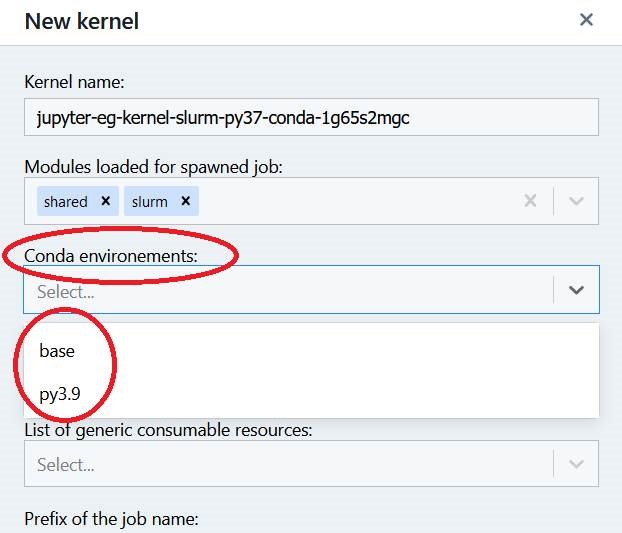 New kernel
Kernel name:
jupyter-eg-kernel-slurm-py37-conda-1g65s2mgc
Modules loaded for spawned job:
shared × slurm ×
Conda environements:
Select...
base
py3.9
List of generic consumable resources:
Select...
Prefix of the job name: